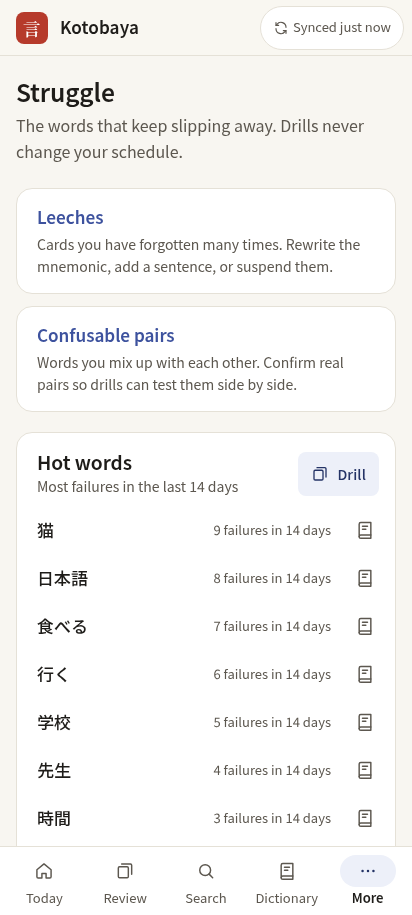 言 Kotobaya
Synced just now
Struggle
The words that keep slipping away. Drills never
change your schedule.
Leeches
Cards you have forgotten many times. Rewrite the
mnemonic, add a sentence, or suspend them.
Confusable pairs
Words you mix up with each other. Confirm real
pairs so drills can test them side by side.
Hot words
Most failures in the last 14 days
Drill
猫 9 failures in 14 days
日本語 8 failures in 14 days
食べる 7 failures in 14 days
行く 6 failures in 14 days
学校 5 failures in 14 days
先生 4 failures in 14 days
時間 3 failures in 14 days
Today Review Search Dictionary More